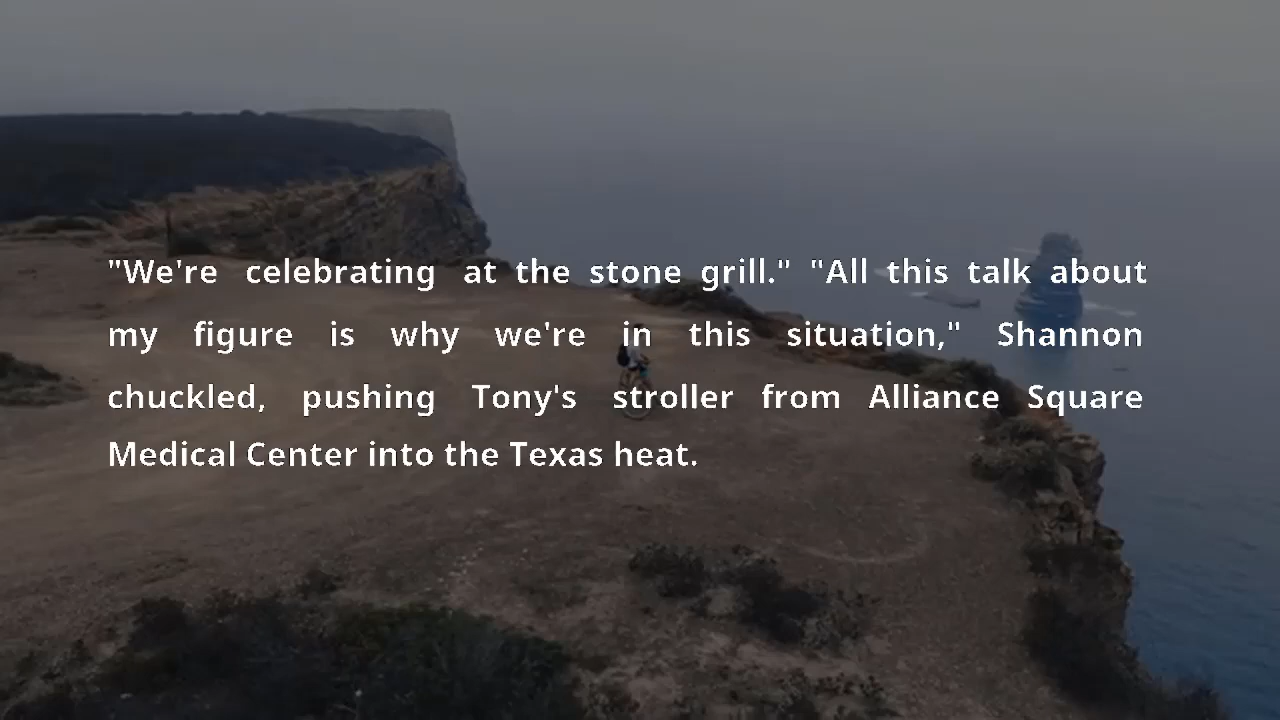 "We're celebrating at the stone grill." "All this talk about
my figure is why we're in this situation," Shannon
chuckled, pushing Tony's stroller from Alliance Square
Medical Center into the Texas heat.